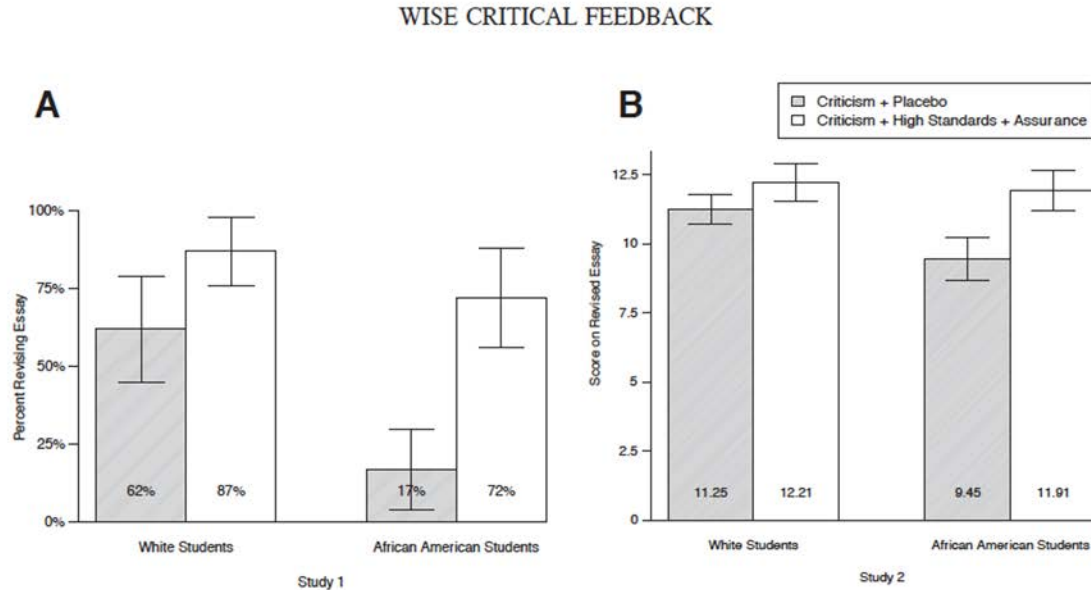 WISE CRITICAL FEEDBACK
A
Percent Revising Essay
100%
75%
50%
25%
0%
62%
87%
17%
72%
White Students
African American Students
Study 1
B
Criticism + Placebo
Criticism + High Standards + Assurance
Score on Revised Essay
12.5
10
7.5
5
2.5
0
11.25
12.21
9.45
11.91
White Students
African American Students
Study 2